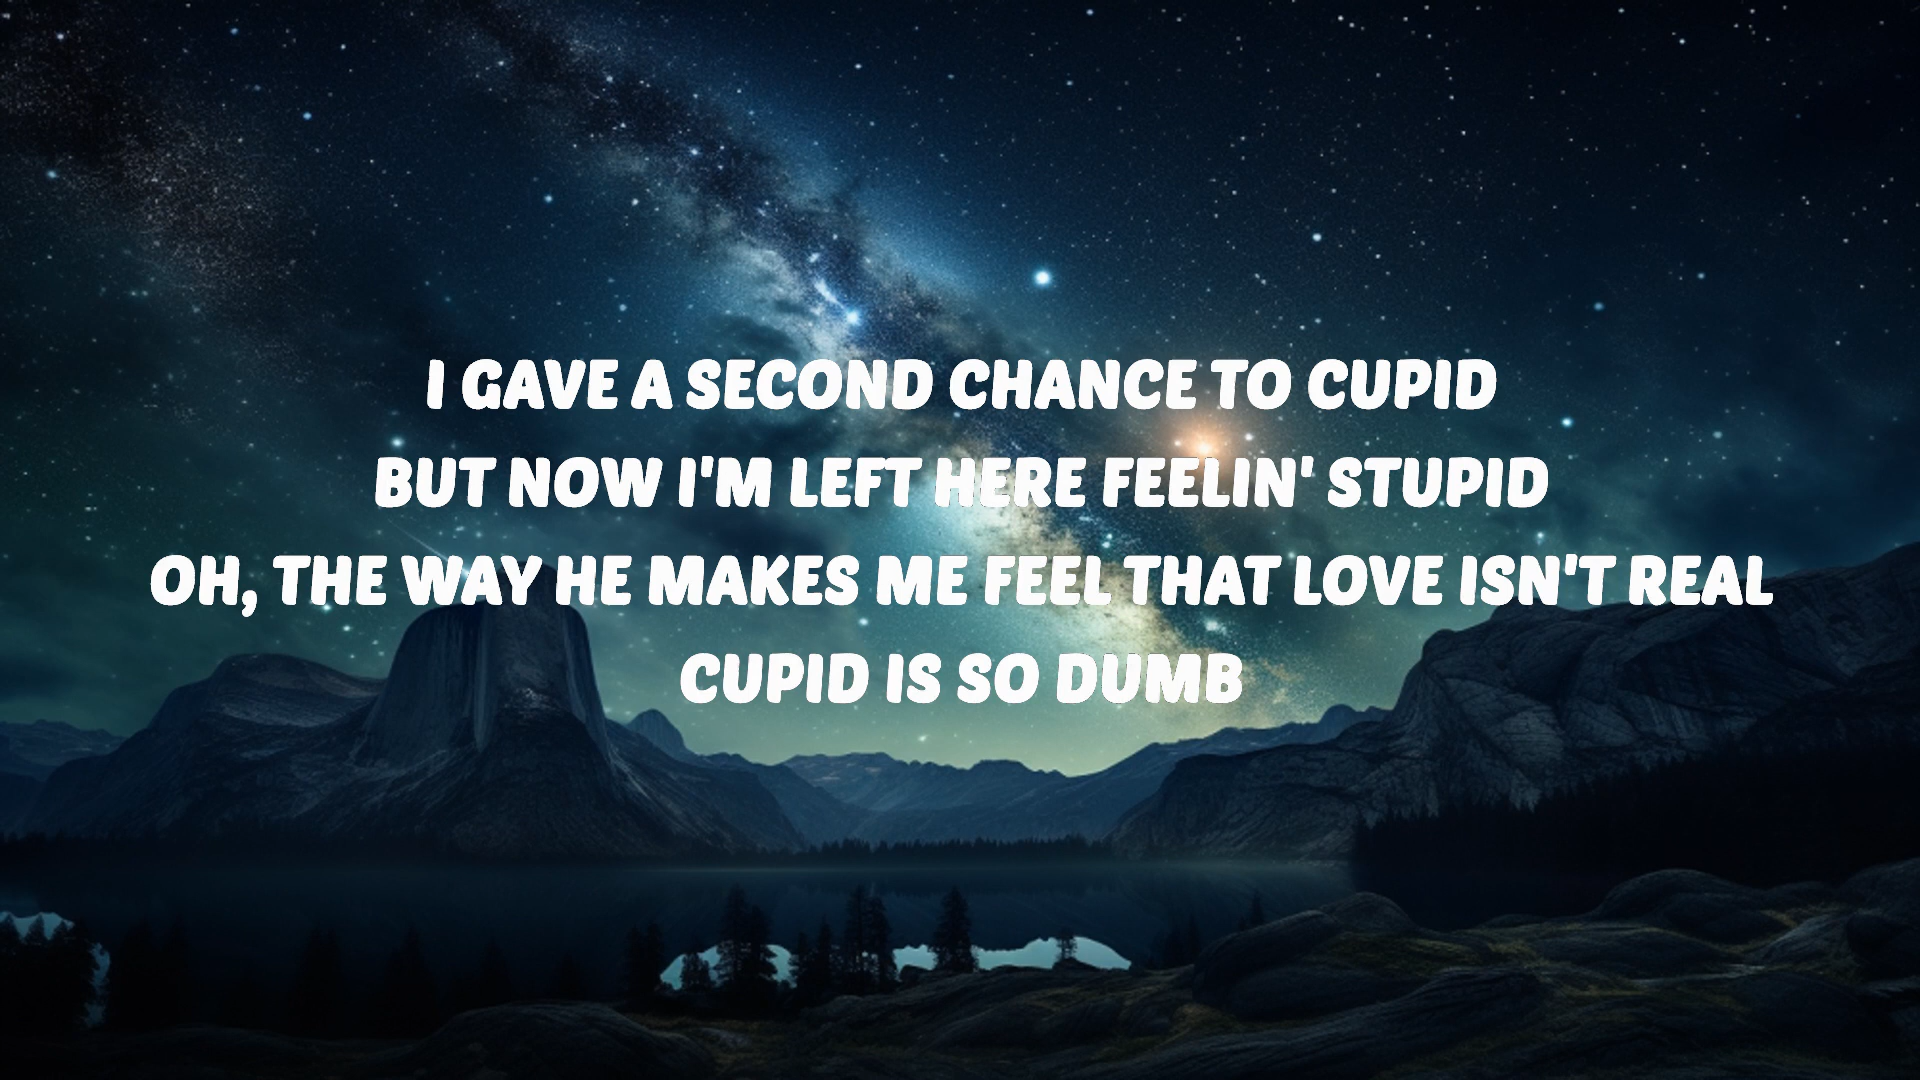 I GAVE A SECOND CHANCE TO CUPID
BUT NOW I'M LEFT HERE FEELIN' STUPID
OH, THE WAY HE MAKES ME FEEL THAT LOVE ISN'T REAL
CUPID IS SO DUMB